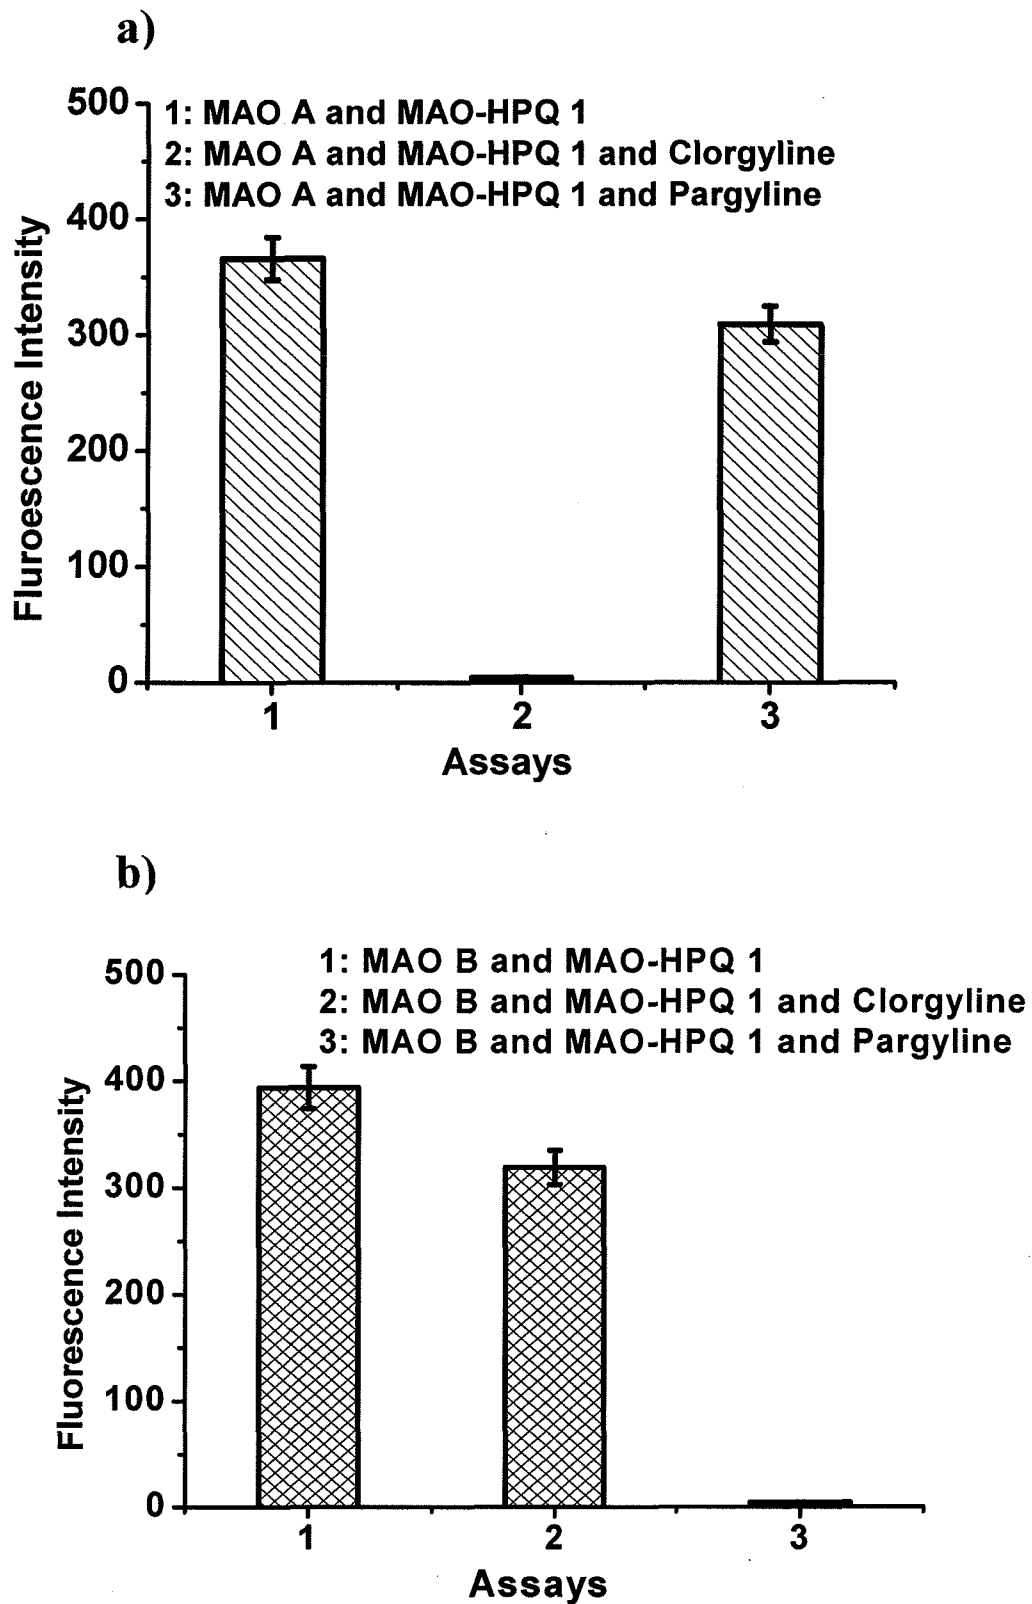 a)
500
1: MAO A and MAO-HPQ 1
2: MAO A and MAO-HPQ 1 and Clorgyline
3: MAO A and MAO-HPQ 1 and Pargyline
400
300
200
100
0
Fluroescence Intensity
1 2 3
Assays
b)
1: MAO B and MAO-HPQ 1
2: MAO B and MAO-HPQ 1 and Clorgyline
3: MAO B and MAO-HPQ 1 and Pargyline
500
400
300
200
100
0
Fluorescence Intensity
1 2 3
Assays